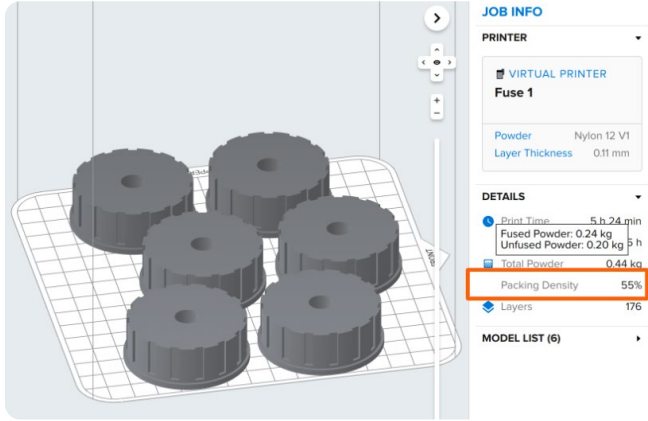 JOB INFO
PRINTER
VIRTUAL PRINTER
Fuse 1
Powder Nylon 12 V1
Layer Thickness 0.11 mm
DETAILS
Print Time 5 h 24 min
Fused Powder: 0.24 kg
Unfused Powder: 0.20 kg
Total Powder 0.44 kg
Packing Density 55%
Layers 176
MODEL LIST (6)
FRONT